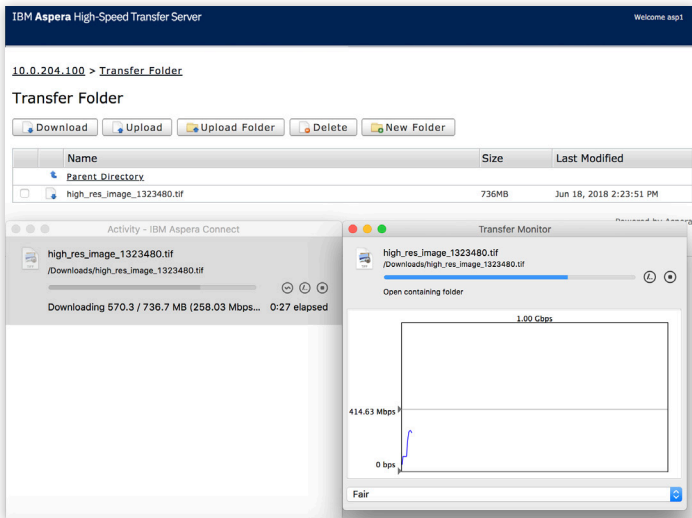 IBM Aspera High-Speed Transfer Server
Welcome asp1
10.0.204.100 > Transfer Folder
Transfer Folder
Download Upload Upload Folder Delete New Folder
Name Size Last Modified
Parent Directory
high_res_image_1323480.tif 736MB Jun 18, 2018 2:23:51 PM
Powered by Aspera
Activity - IBM Aspera Connect
high_res_image_1323480.tif
/Downloads/high_res_image_1323480.tif
Downloading 570.3 / 736.7 MB (258.03 Mbps... 0:27 elapsed
Transfer Monitor
high_res_image_1323480.tif
/Downloads/high_res_image_1323480.tif
Open containing folder
1.00 Gbps
414.63 Mbps
0 bps
Fair